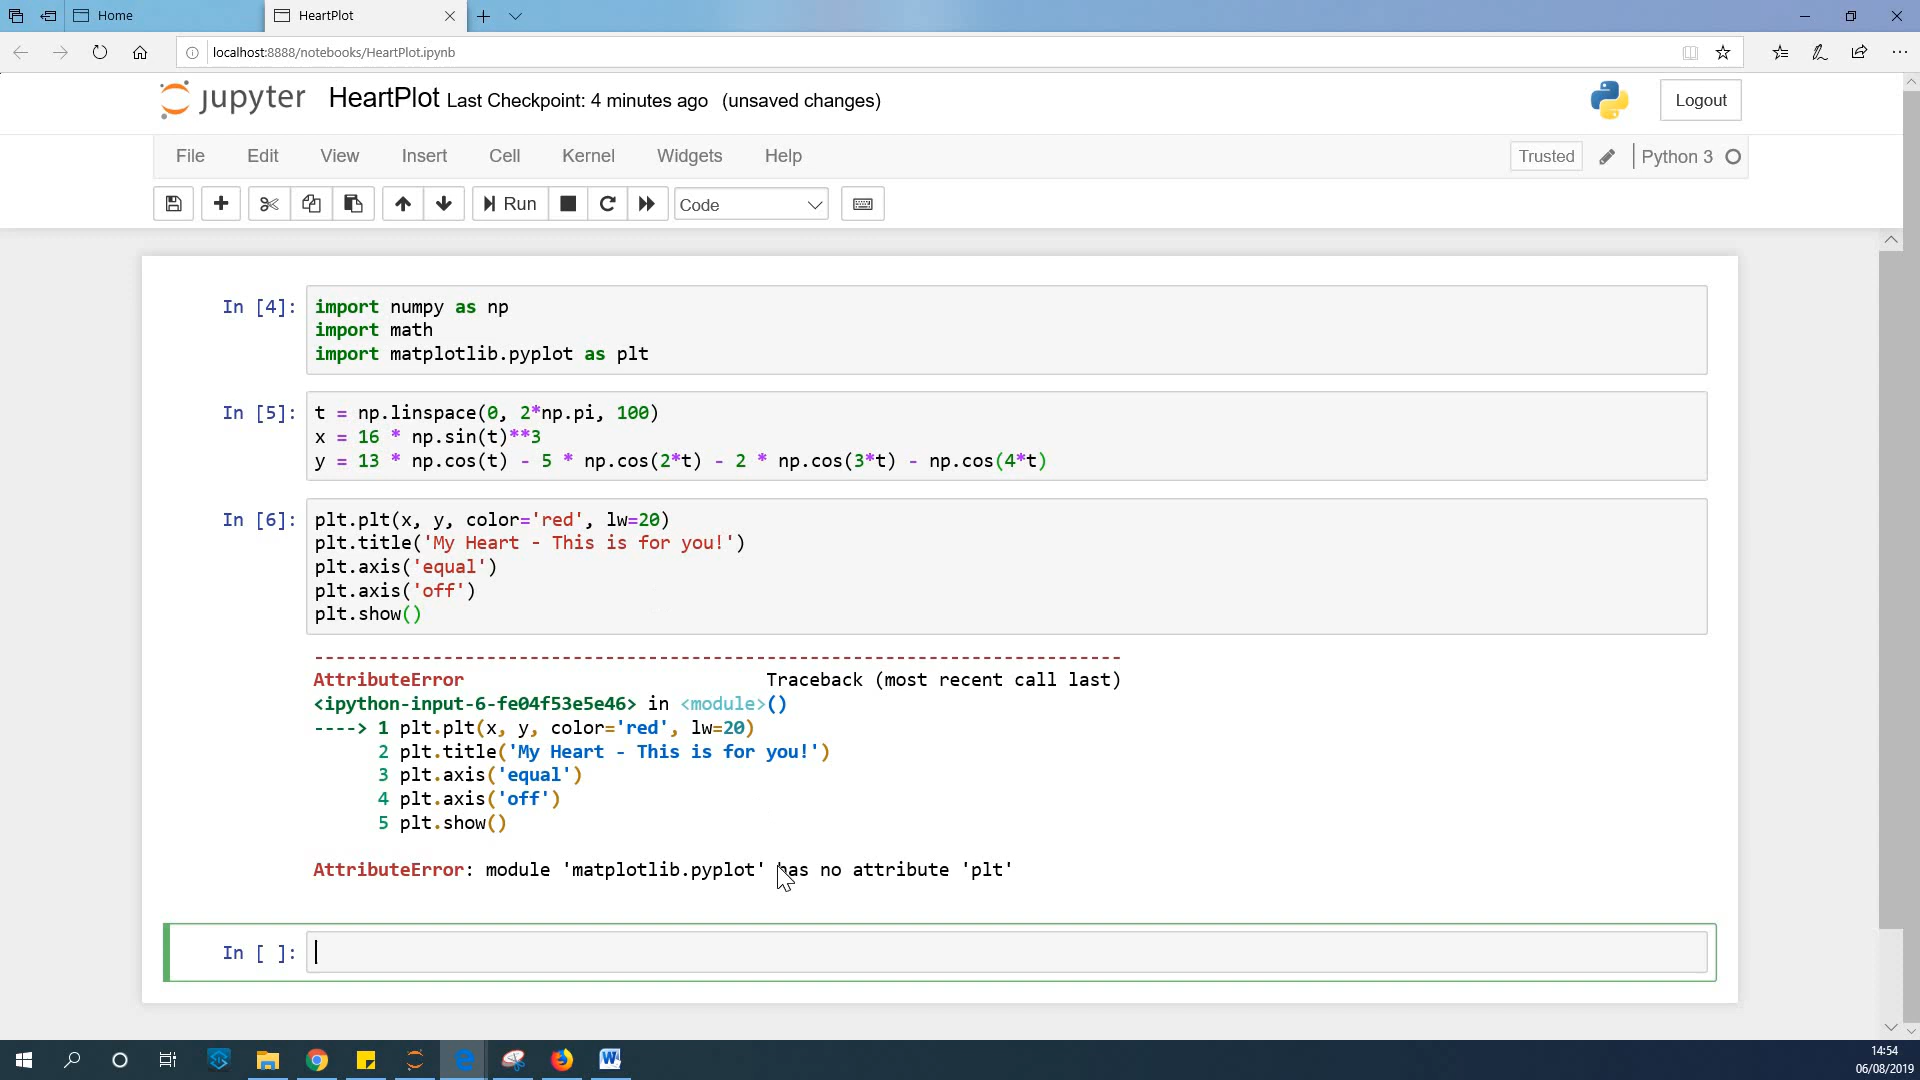 Home
HeartPlot
localhost:8888/notebooks/HeartPlot.ipynb
jupyter HeartPlot Last Checkpoint: 4 minutes ago (unsaved changes)
Logout
File Edit View Insert Cell Kernel Widgets Help
Trusted
Python 3
Run
Code
In [4]: import numpy as np
import math
import matplotlib.pyplot as plt
In [5]: t = np.linspace(0, 2*np.pi, 100)
x = 16 * np.sin(t)**3
y = 13 * np.cos(t) - 5 * np.cos(2*t) - 2 * np.cos(3*t) - np.cos(4*t)
In [6]: plt.plt(x, y, color='red', lw=20)
plt.title('My Heart - This is for you!')
plt.axis('equal')
plt.axis('off')
plt.show()
---------------------------------------------------------------------------
AttributeError Traceback (most recent call last)
<ipython-input-6-fe04f53e5e46> in <module>()
----> 1 plt.plt(x, y, color='red', lw=20)
2 plt.title('My Heart - This is for you!')
3 plt.axis('equal')
4 plt.axis('off')
5 plt.show()
AttributeError: module 'matplotlib.pyplot' has no attribute 'plt'
In [ ]:
14:54
06/08/2019